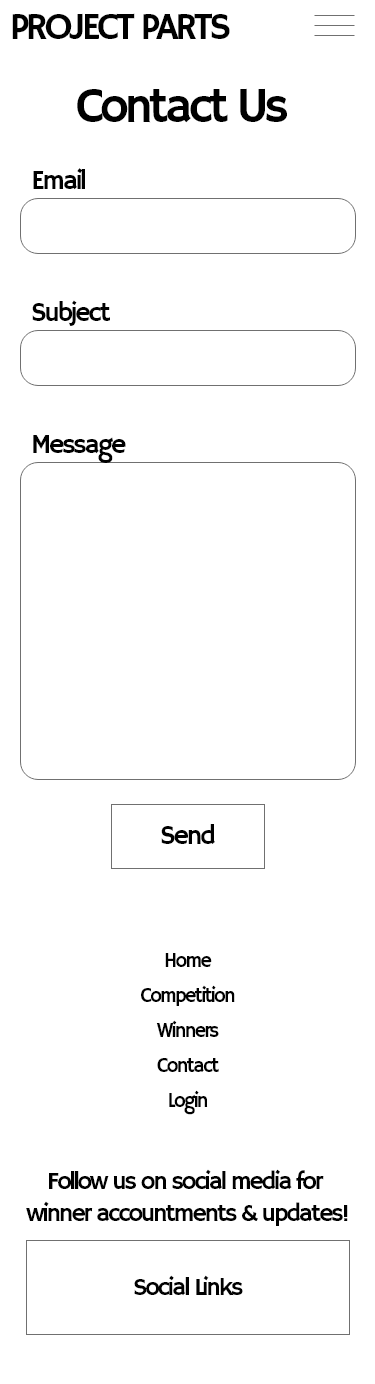 PROJECT PARTS
Contact Us
Email
Subject
Message
Send
Home
Competition
Winners
Contact
Login
Follow us on social media for
winner accountments & updates!
Social Links